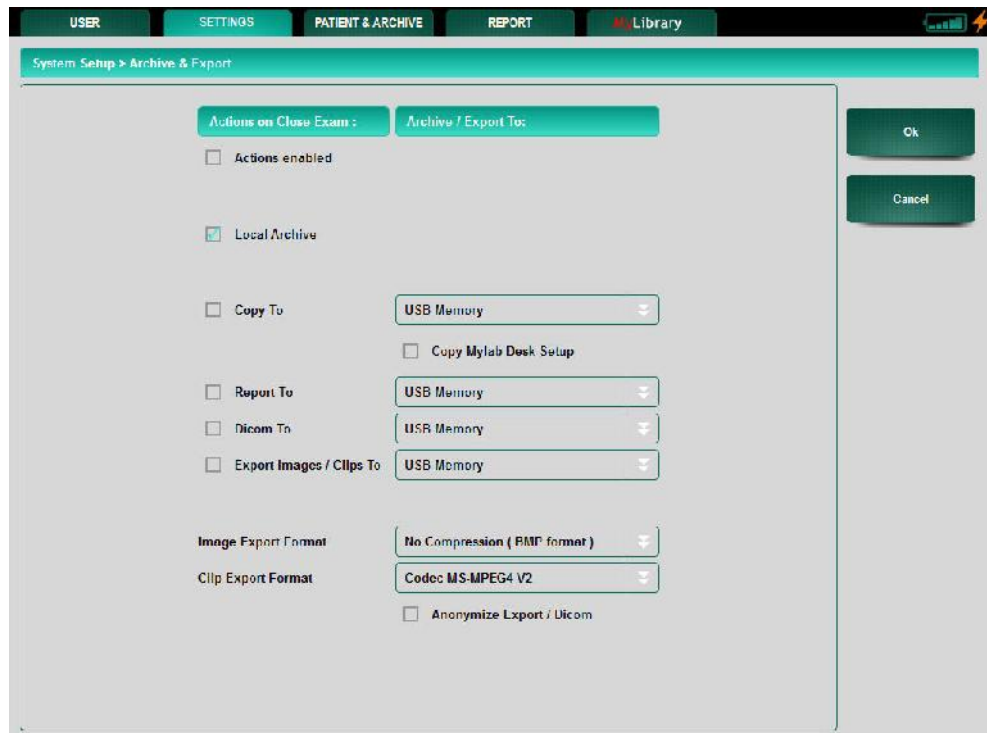 USER SETTINGS PATIENT & ARCHIVE REPORT MyLibrary
System Setup > Archive & Export
Actions on Close Exam : Archive / Export To:
Ok
Actions enabled
Cancel
Local Archive
Copy To USB Memory
Copy Mylab Desk Setup
Report To USB Memory
Dicom To USB Memory
Export Images / Clips To USB Memory
Image Export Format No Compression ( BMP format )
Clip Export Format Codec MS-MPEG4 V2
Anonymize Export / Dicom